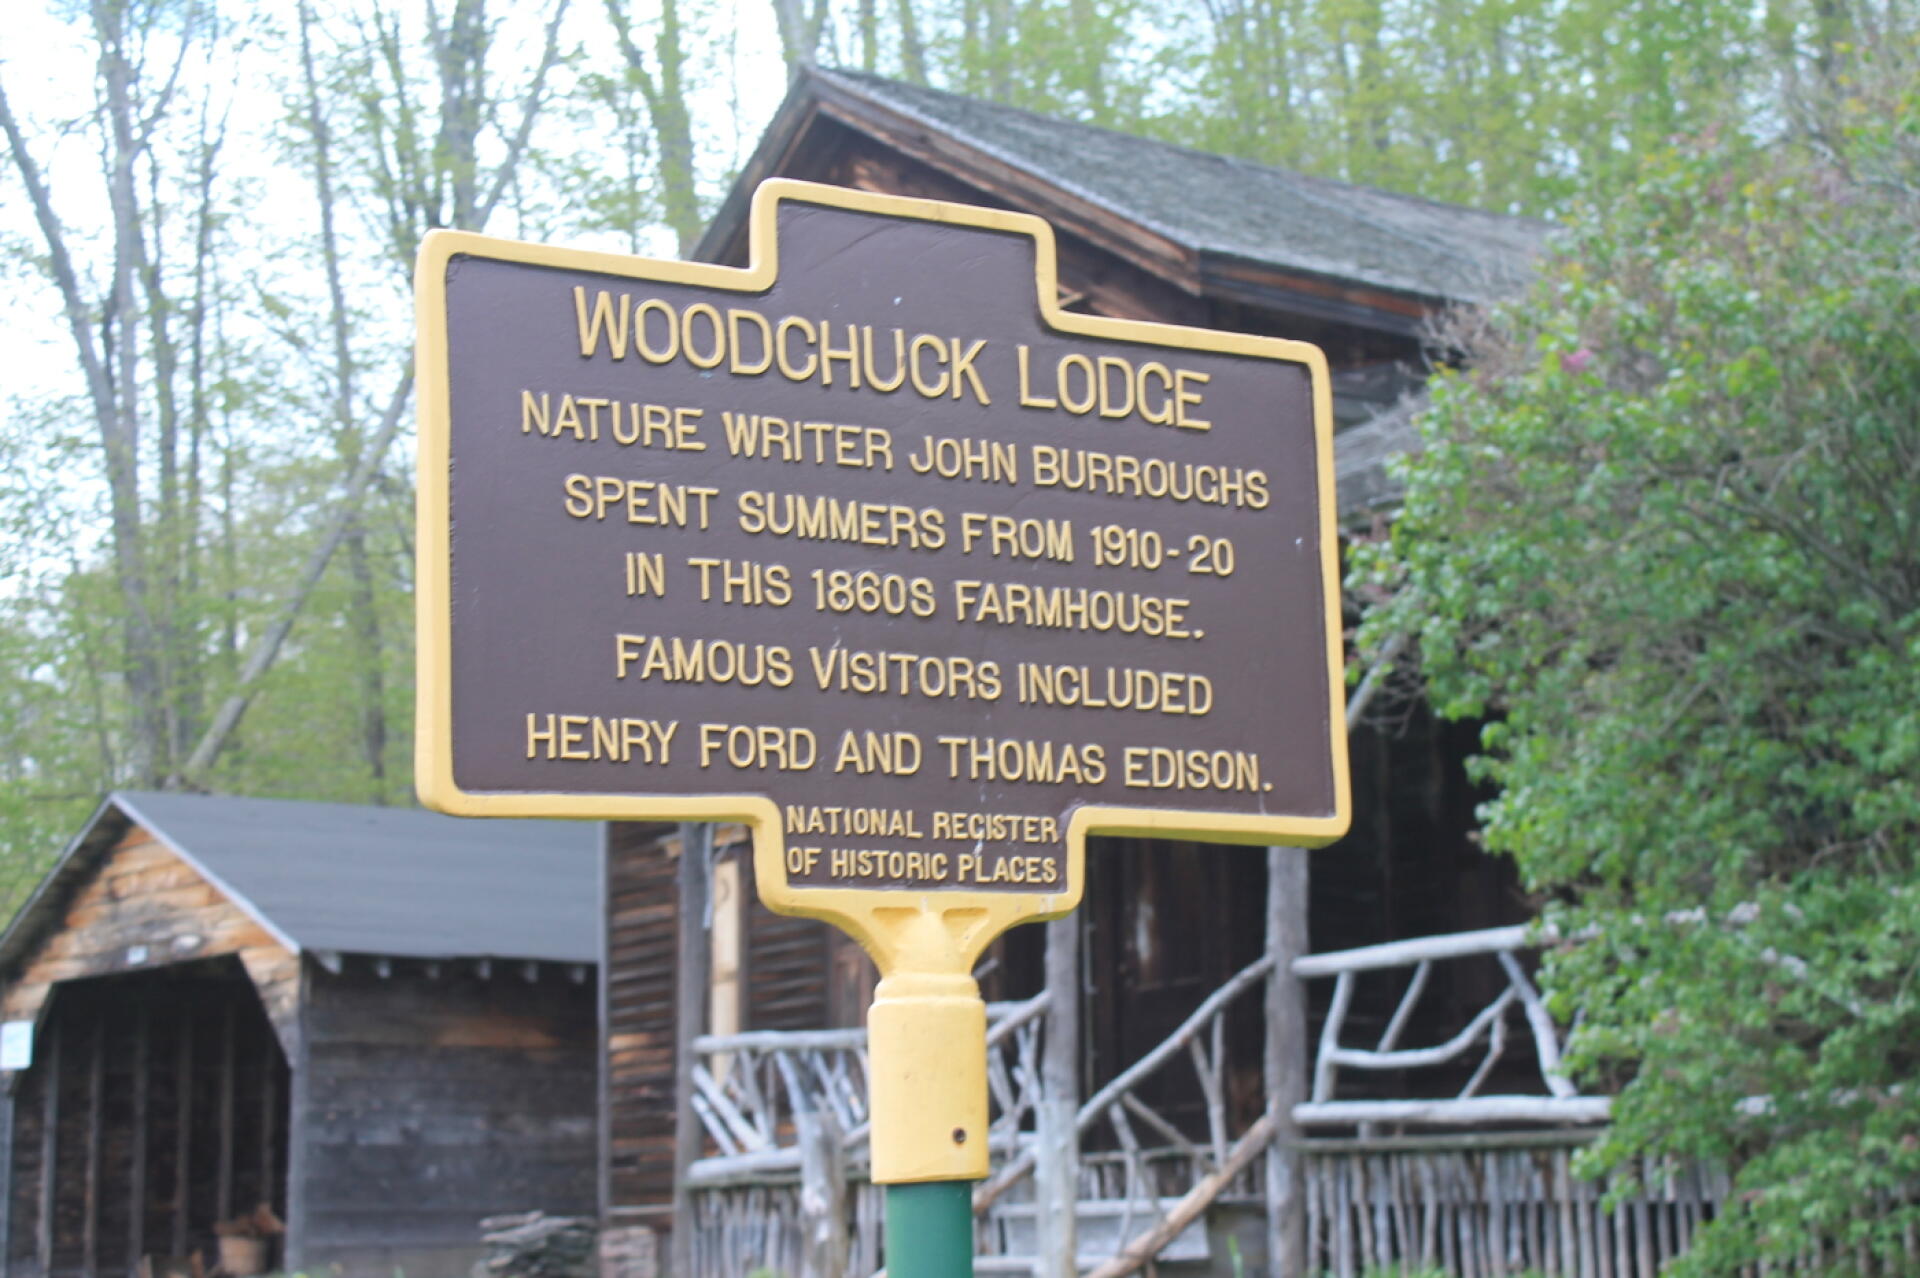 WOODCHUCK LODGE
NATURE WRITER JOHN BURROUGHS
SPENT SUMMERS FROM 1910-20
IN THIS 1860S FARMHOUSE.
FAMOUS VISITORS INCLUDED
HENRY FORD AND THOMAS EDISON.
NATIONAL REGISTER
OF HISTORIC PLACES